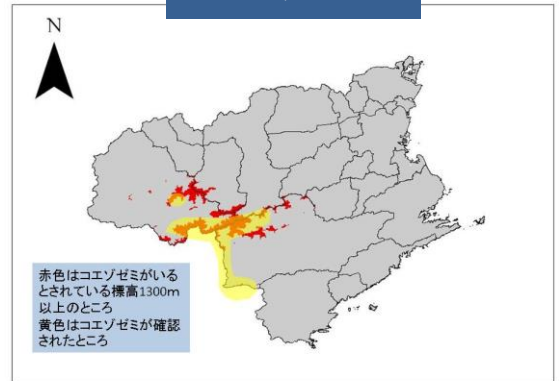 N
赤色はコエゾゼミがいる
とされている標高1300m
以上のところ
黄色はコエゾゼミが確認
されたところ